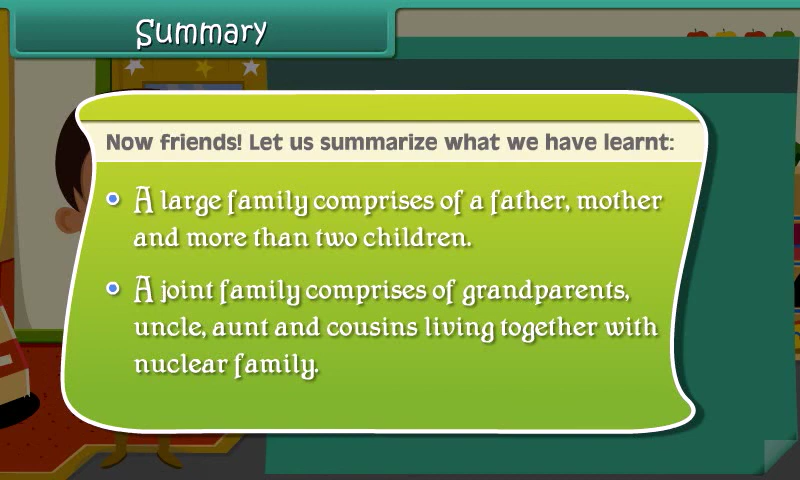 Summary
Now friends! Let us summarize what we have learnt:
A large family comprises of a father, mother
and more than two children.
A joint family comprises of grandparents,
uncle, aunt and cousins living together with
nuclear family.